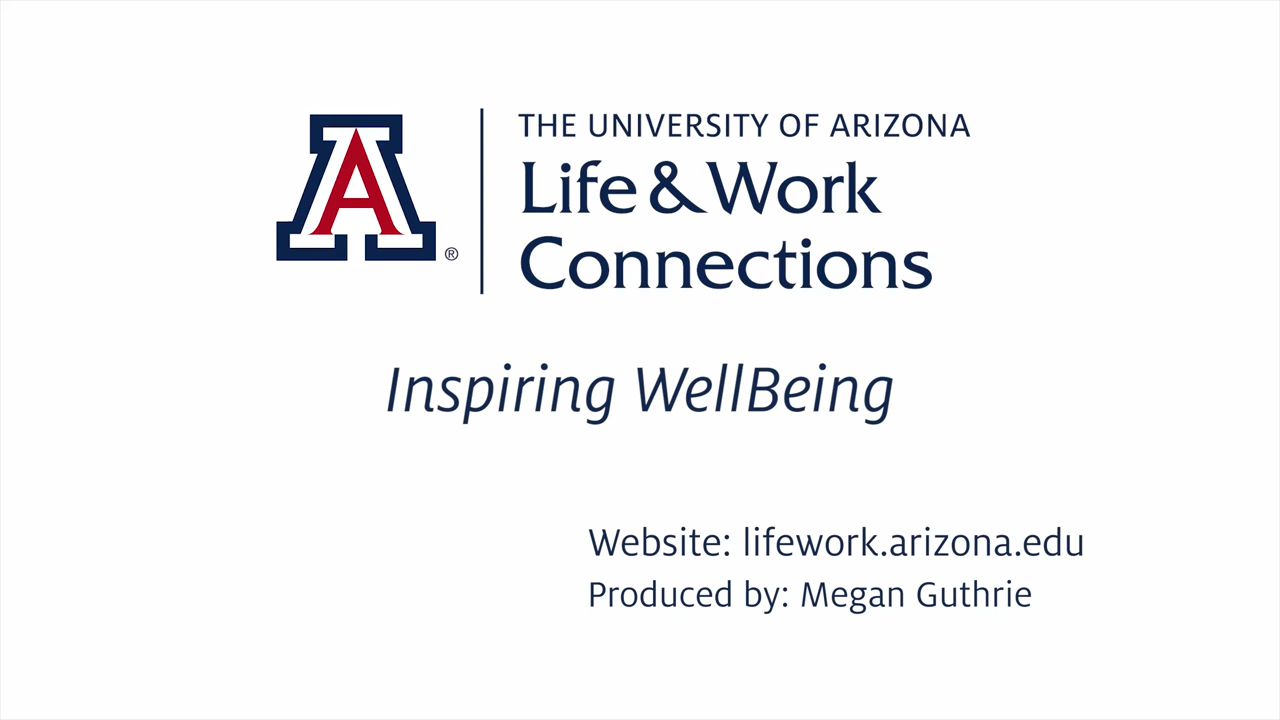 A ®
THE UNIVERSITY OF ARIZONA
Life & Work
Connections
Inspiring WellBeing
Website: lifework.arizona.edu
Produced by: Megan Guthrie